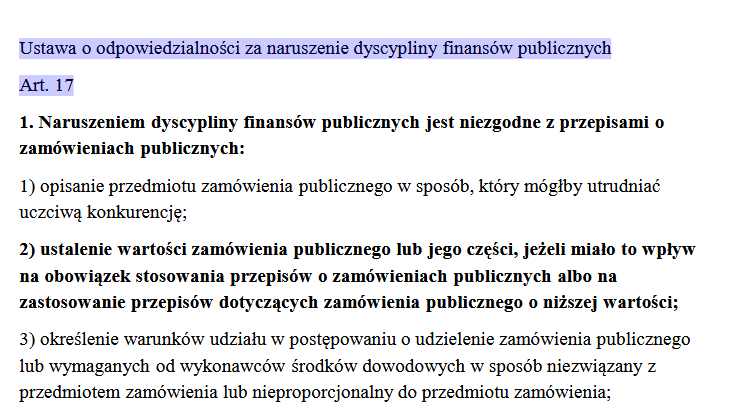 Ustawa o odpowiedzialności za naruszenie dyscypliny finansów publicznych
Art. 17
1. Naruszeniem dyscypliny finansów publicznych jest niezgodne z przepisami o
zamówieniach publicznych:
1) opisanie przedmiotu zamówienia publicznego w sposób, który mógłby utrudniać
uczciwą konkurencję;
2) ustalenie wartości zamówienia publicznego lub jego części, jeżeli miało to wpływ
na obowiązek stosowania przepisów o zamówieniach publicznych albo na
zastosowanie przepisów dotyczących zamówienia publicznego o niższej wartości;
3) określenie warunków udziału w postępowaniu o udzielenie zamówienia publicznego
lub wymaganych od wykonawców środków dowodowych w sposób niezwiązany z
przedmiotem zamówienia lub nieproporcjonalny do przedmiotu zamówienia;